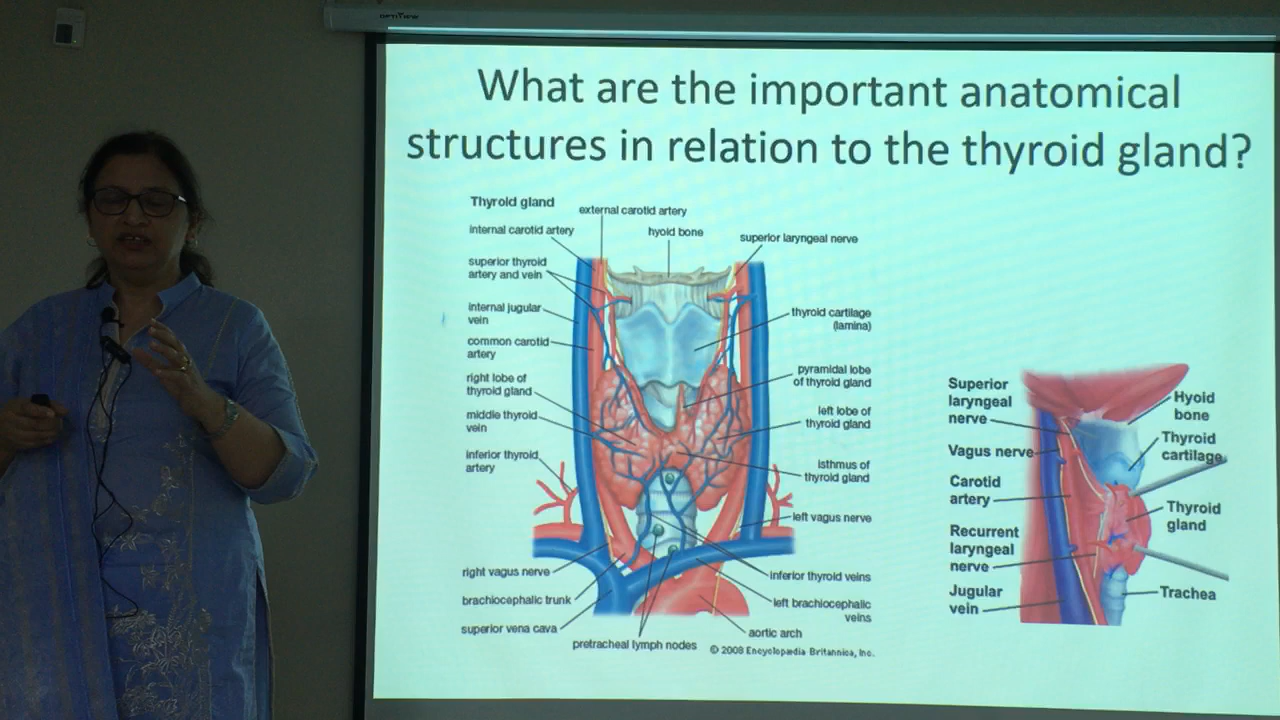 OPTIVIEW
What are the important anatomical
structures in relation to the thyroid gland?
Thyroid gland
external carotid artery
internal carotid artery
hyoid bone
superior laryngeal nerve
superior thyroid
artery and vein
internal jugular
vein
common carotid
artery
right lobe of
thyroid gland
middle thyroid
vein
inferior thyroid
artery
thyroid cartilage
(lamina)
pyramidal lobe
of thyroid gland
left lobe of
thyroid gland
isthmus of
thyroid gland
left vagus nerve
right vagus nerve
brachiocephalic trunk
superior vena cava
pretracheal lymph nodes
inferior thyroid veins
left brachiocephalic
veins
aortic arch
© 2008 Encyclopædia Britannica, Inc.
Superior
laryngeal
nerve
Vagus nerve
Carotid
artery
Recurrent
laryngeal
nerve
Jugular
vein
Hyoid
bone
Thyroid
cartilage
Thyroid
gland
Trachea